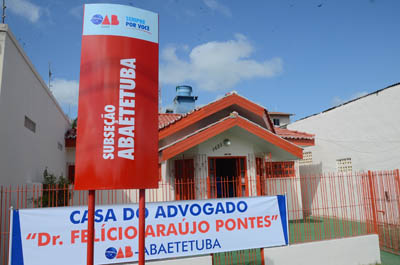 OAB SEMPRE
POR VOCÊ
SUBSEÇÃO
ABAETETUBA
CASA DO ADVOGADO
"Dr. FELÍCIO ARAÚJO PONTES"
OAB-ABAETETUBA